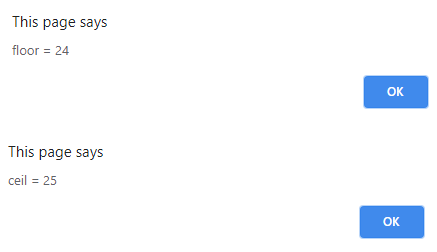 This page says
floor = 24
OK
This page says
ceil = 25
OK